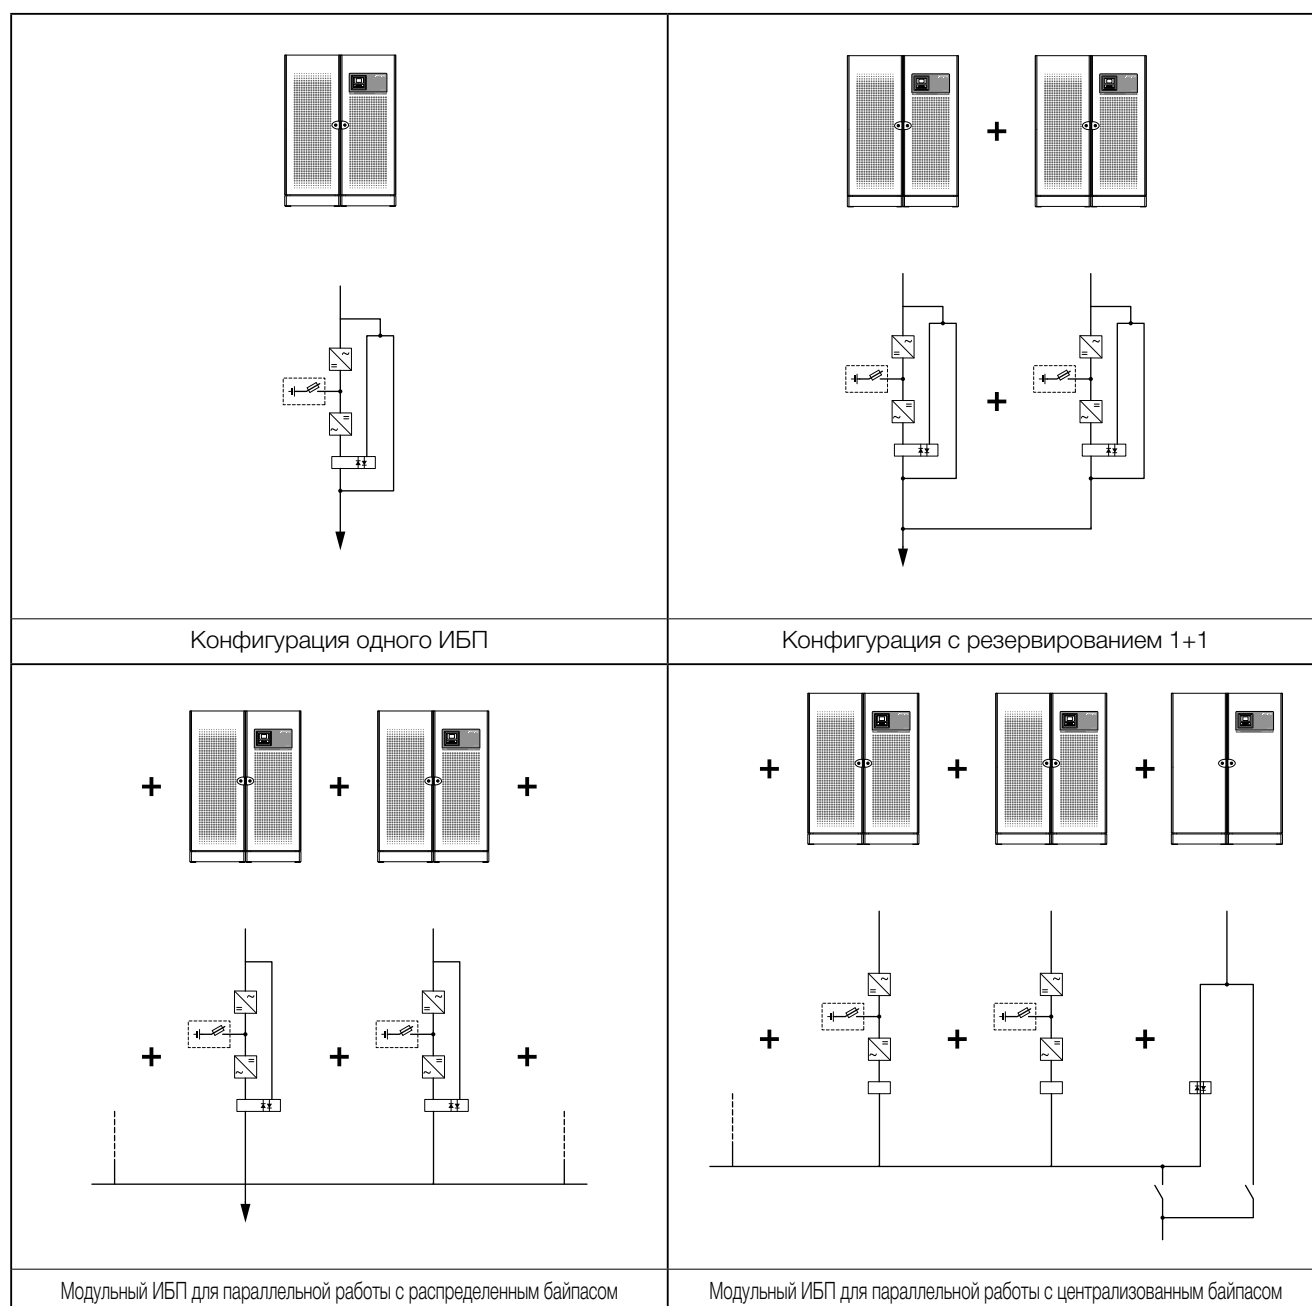 Конфигурация одного ИБП
Конфигурация с резервированием 1+1
Модульный ИБП для параллельной работы с распределенным байпасом
Модульный ИБП для параллельной работы с централизованным байпасом